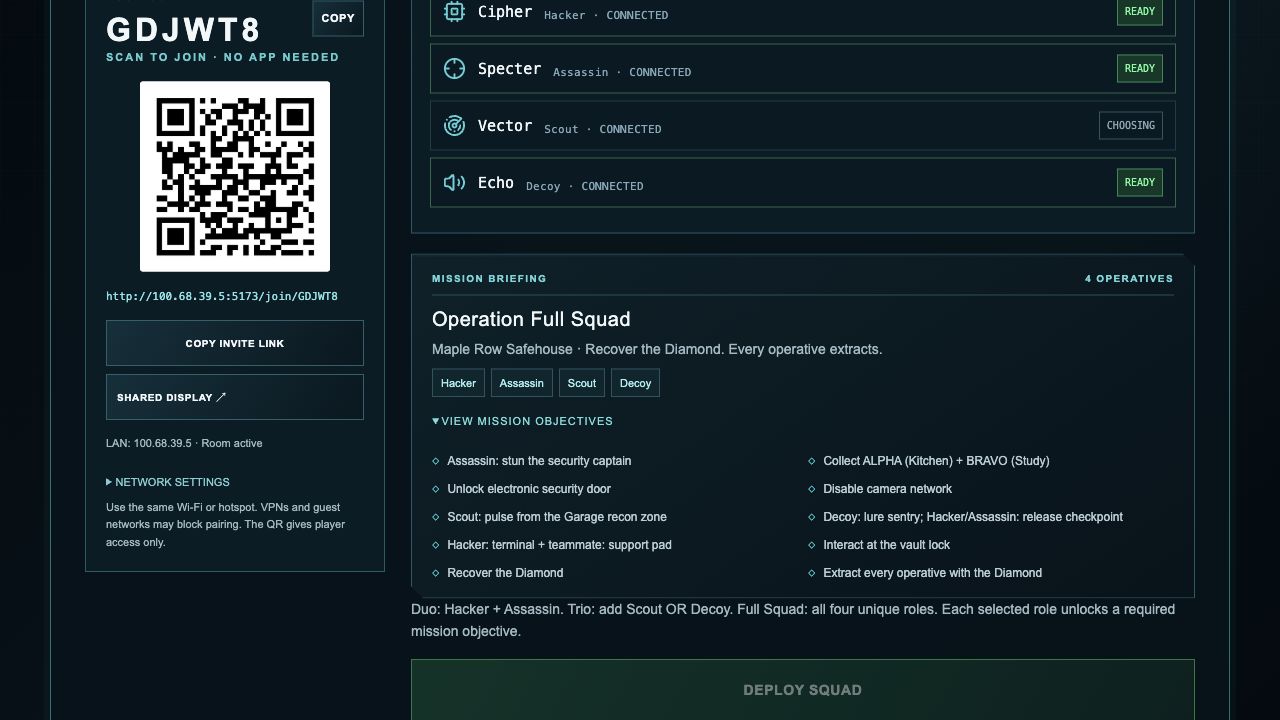 GDJWT8
COPY
SCAN TO JOIN · NO APP NEEDED
http://100.68.39.5:5173/join/GDJWT8
COPY INVITE LINK
SHARED DISPLAY ↗
LAN: 100.68.39.5 · Room active
▶ NETWORK SETTINGS
Use the same Wi-Fi or hotspot. VPNs and guest
networks may block pairing. The QR gives player
access only.
Cipher Hacker · CONNECTED READY
Specter Assassin · CONNECTED READY
Vector Scout · CONNECTED CHOOSING
Echo Decoy · CONNECTED READY
MISSION BRIEFING 4 OPERATIVES
Operation Full Squad
Maple Row Safehouse · Recover the Diamond. Every operative extracts.
Hacker Assassin Scout Decoy
▼VIEW MISSION OBJECTIVES
◇ Assassin: stun the security captain
◇ Collect ALPHA (Kitchen) + BRAVO (Study)
◇ Unlock electronic security door
◇ Disable camera network
◇ Scout: pulse from the Garage recon zone
◇ Decoy: lure sentry; Hacker/Assassin: release checkpoint
◇ Hacker: terminal + teammate: support pad
◇ Interact at the vault lock
◇ Recover the Diamond
◇ Extract every operative with the Diamond
Duo: Hacker + Assassin. Trio: add Scout OR Decoy. Full Squad: all four unique roles. Each selected role unlocks a required
mission objective.
DEPLOY SQUAD